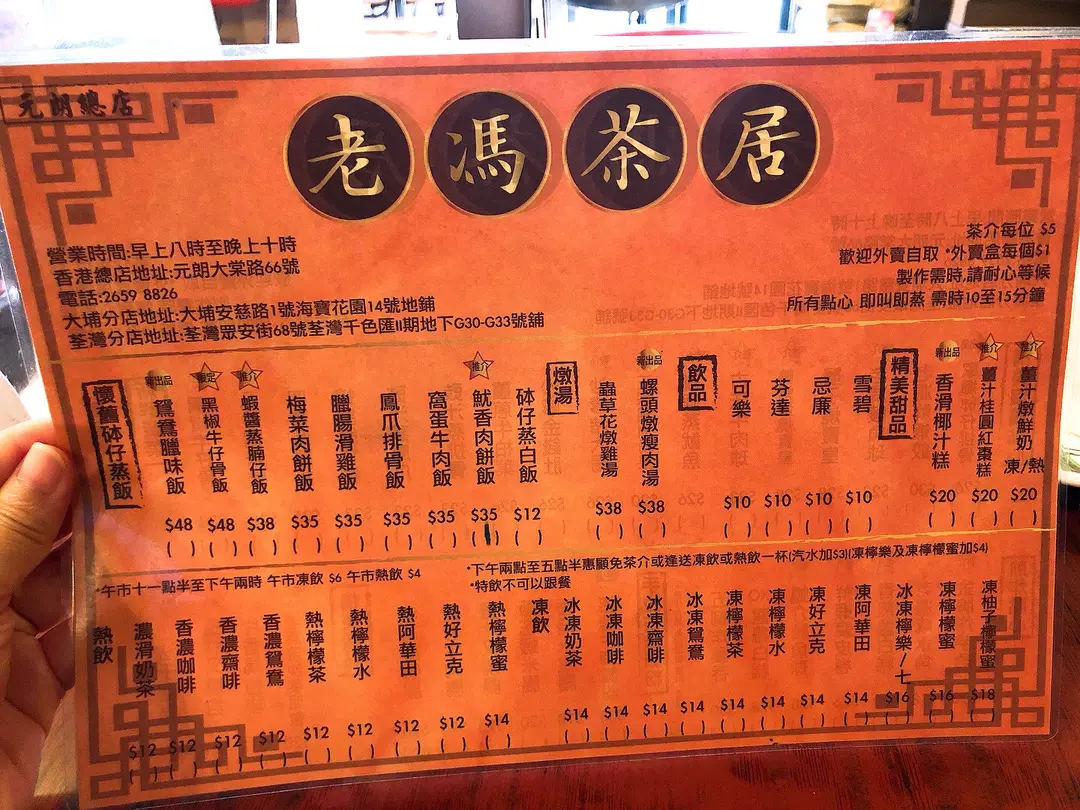 元朗總店
老馮茶居
營業時間:早上八時至晚上十時
香港總店地址:元朗大棠路66號
電話:2659 8826
大埔分店地址:大埔安慈路1號海寶花園14號地舖
荃灣分店地址:荃灣眾安街68號荃灣千色匯II期地下G30-G33號舖
茶介每位 $5
歡迎外賣自取 *外賣盒每個$1
製作需時,請耐心等候
所有點心 即叫即蒸 需時10至15分鐘
懷舊砵仔蒸飯
新出品 鴛鴦臘味飯 $48 ( )
黑椒牛仔骨飯 $48 ( )
推介 蝦醬蒸腩仔飯 $38 ( )
梅菜肉餅飯 $35 ( )
臘腸滑雞飯 $35 ( )
鳳爪排骨飯 $35 ( )
窩蛋牛肉飯 $35 ( )
推介 魷香肉餅飯 $35 ( )
砵仔蒸白飯 $12 ( )
燉湯
蟲草花燉雞湯 $38 ( )
新出品 螺頭燉瘦肉湯 $38 ( )
飲品
可樂 $10 ( )
芬達 $10 ( )
忌廉 $10 ( )
雪碧 $10 ( )
精美甜品
新出品 香滑椰汁糕 $20 ( )
推介 薑汁桂圓紅棗糕 $20 ( )
推介 薑汁燉鮮奶 凍/熱 $20 ( )
*午市十一點半至下午兩時 午市凍飲 $6 午市熱飲 $4
*下午兩點至五點半惠顧免茶介或逢送凍飲或熱飲一杯(汽水加$3)(凍檸樂及凍檸檬蜜加$4)
*特飲不可以跟餐
熱飲
濃滑奶茶 $12 ( )
香濃咖啡 $12 ( )
香濃齋啡 $12 ( )
香濃鴛鴦 $12 ( )
熱檸檬茶 $12 ( )
熱檸檬水 $12 ( )
熱阿華田 $12 ( )
熱好立克 $12 ( )
熱檸檬蜜 $14 ( )
凍飲
冰凍奶茶 $14 ( )
冰凍咖啡 $14 ( )
冰凍齋啡 $14 ( )
冰凍鴛鴦 $14 ( )
凍檸檬茶 $14 ( )
凍檸檬水 $14 ( )
凍好立克 $14 ( )
凍阿華田 $14 ( )
冰凍檸樂/七 $16 ( )
凍檸檬蜜 $16 ( )
凍柚子檸檬蜜 $18 ( )